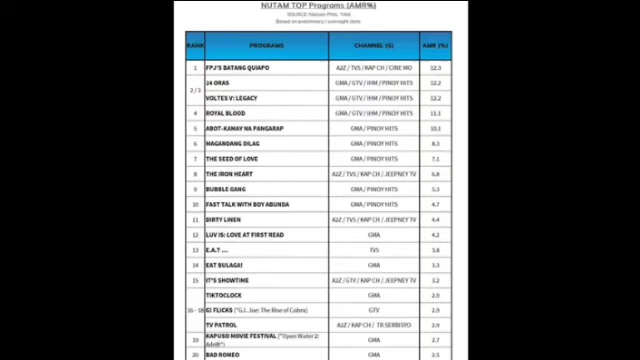 NUTAM TOP Programs (AMR%)
SOURCE: Nielsen Phil. TAM
Based on preliminary / overnight data
RANK PROGRAMS CHANNEL (S) AMR (%)
1 FPJ'S BATANG QUIAPO A2Z / TV5 / KAP CH / CINE MO 12.3
2 / 3 24 ORAS GMA / GTV / IHM / PINOY HITS 12.2
VOLTES V: LEGACY GMA / GTV / IHM / PINOY HITS 12.2
4 ROYAL BLOOD GMA / GTV / IHM / PINOY HITS 11.1
5 ABOT-KAMAY NA PANGARAP GMA / PINOY HITS 10.1
6 MAGANDANG DILAG GMA / PINOY HITS 8.3
7 THE SEED OF LOVE GMA / PINOY HITS 7.1
8 THE IRON HEART A2Z / TV5 / KAP CH / JEEPNEY TV 6.8
9 BUBBLE GANG GMA / PINOY HITS 5.3
10 FAST TALK WITH BOY ABUNDA GMA / PINOY HITS 4.7
11 DIRTY LINEN A2Z / TV5 / KAP CH / JEEPNEY TV 4.4
12 LUV IS: LOVE AT FIRST READ GMA 4.2
13 E.A.T ... TV5 3.8
14 EAT BULAGA! GMA 3.3
15 IT'S SHOWTIME A2Z / GTV / KAP CH / JEEPNEY TV 3.2
TIKTOCLOCK GMA 2.9
16 - 18 G! FLICKS ("G.I. Joe: The Rise of Cobra) GTV 2.9
TV PATROL A2Z / KAP CH / TR SERBISYO 2.9
19 KAPUSO MOVIE FESTIVAL ("Open Water 2: Adrift") GMA 2.7
20 BAD ROMEO GMA 2.5